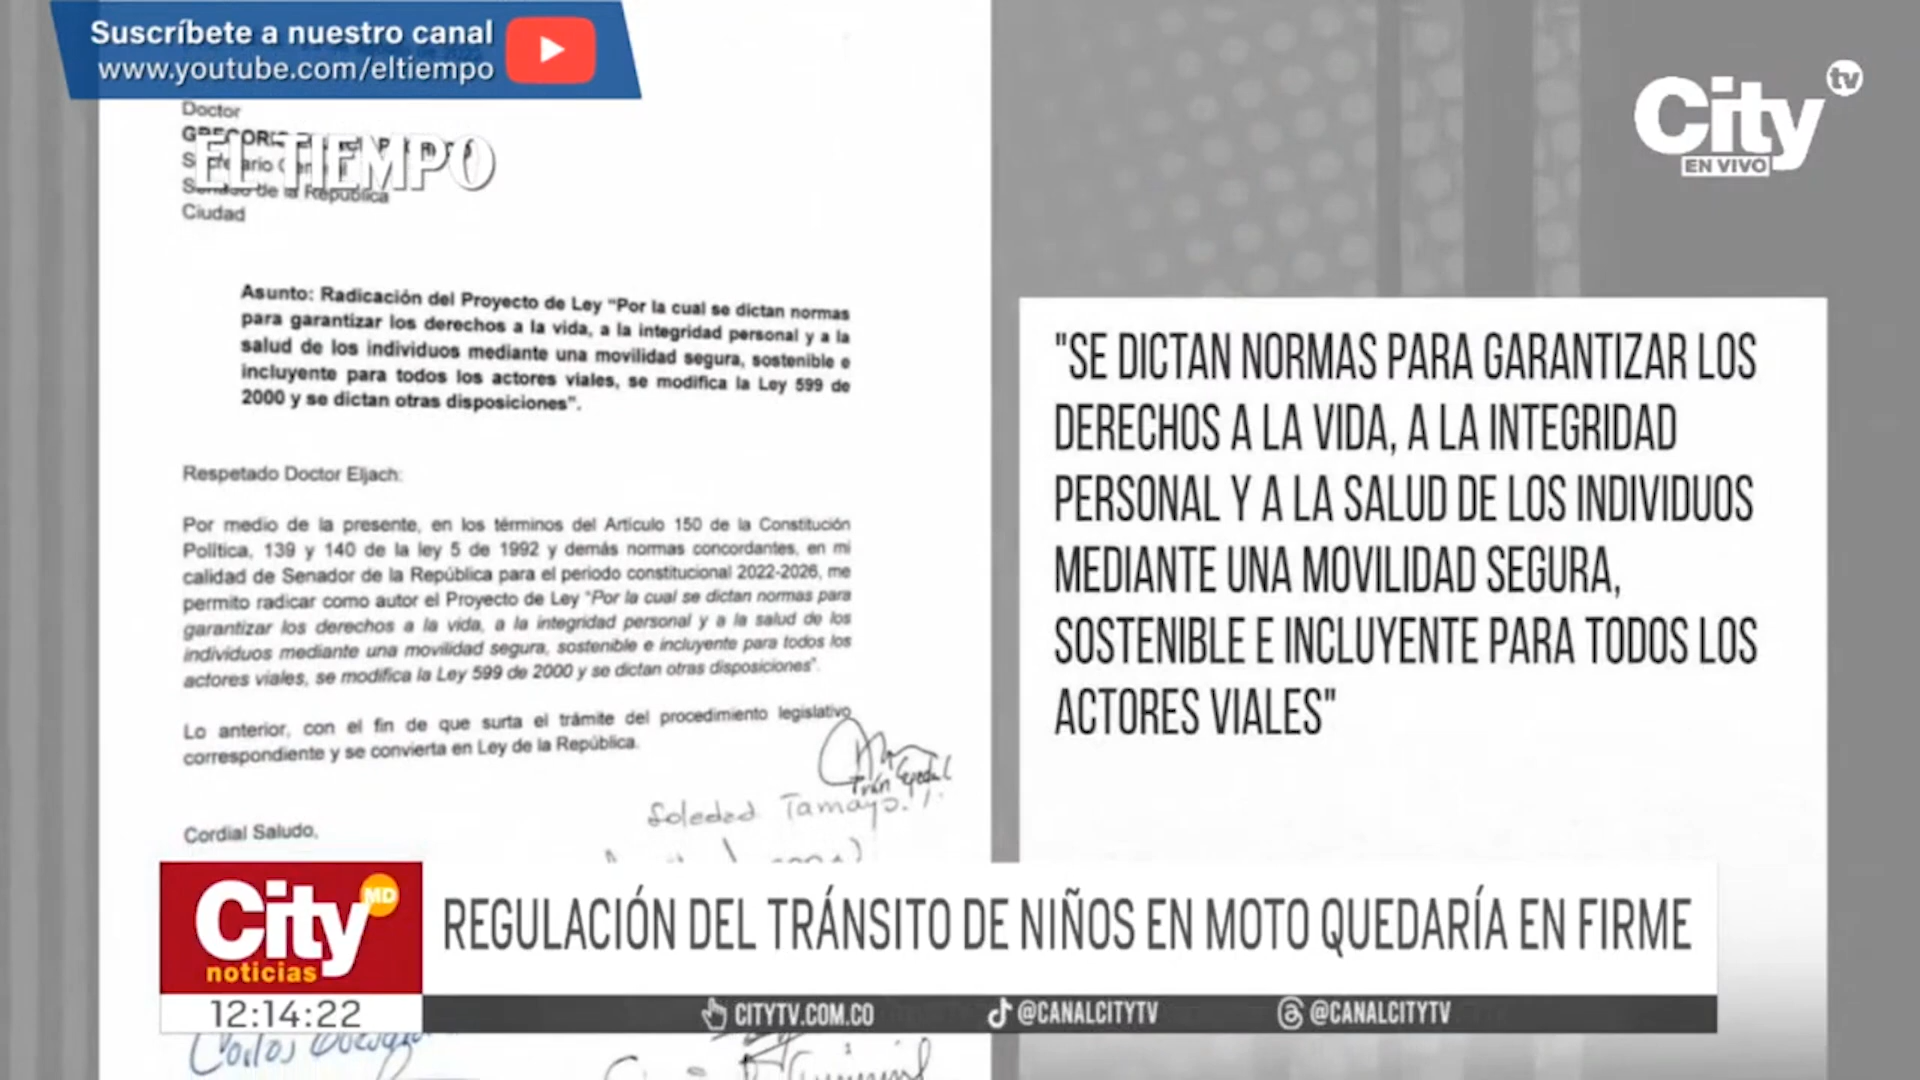 Suscríbete a nuestro canal
www.youtube.com/eltiempo
Doctor
EL TIEMPO
Senado de la República
Ciudad
Asunto: Radicación del Proyecto de Ley "Por la cual se dictan normas
para garantizar los derechos a la vida, a la integridad personal y a la
salud de los individuos mediante una movilidad segura, sostenible e
incluyente para todos los actores viales, se modifica la Ley 599 de
2000 y se dictan otras disposiciones".
Respetado Doctor Eljach:
Por medio de la presente, en los términos del Artículo 150 de la Constitución
Política, 139 y 140 de la ley 5 de 1992 y demás normas concordantes, en mi
calidad de Senador de la República para el periodo constitucional 2022-2026, me
permito radicar como autor el Proyecto de Ley "Por la cual se dictan normas para
garantizar los derechos a la vida, a la integridad personal y a la salud de los
individuos mediante una movilidad segura, sostenible e incluyente para todos los
actores viales, se modifica la Ley 599 de 2000 y se dictan otras disposiciones".
Lo anterior, con el fin de que surta el trámite del procedimiento legislativo
correspondiente y se convierta en Ley de la República.
Soledad Tamayo.
Cordial Saludo,
City tv
EN VIVO
"SE DICTAN NORMAS PARA GARANTIZAR LOS
DERECHOS A LA VIDA, A LA INTEGRIDAD
PERSONAL Y A LA SALUD DE LOS INDIVIDUOS
MEDIANTE UNA MOVILIDAD SEGURA,
SOSTENIBLE E INCLUYENTE PARA TODOS LOS
ACTORES VIALES"
City MD
noticias
REGULACIÓN DEL TRÁNSITO DE NIÑOS EN MOTO QUEDARÍA EN FIRME
12:14:22
CITYTV.COM.CO
@CANALCITYTV
@CANALCITYTV
Carlos